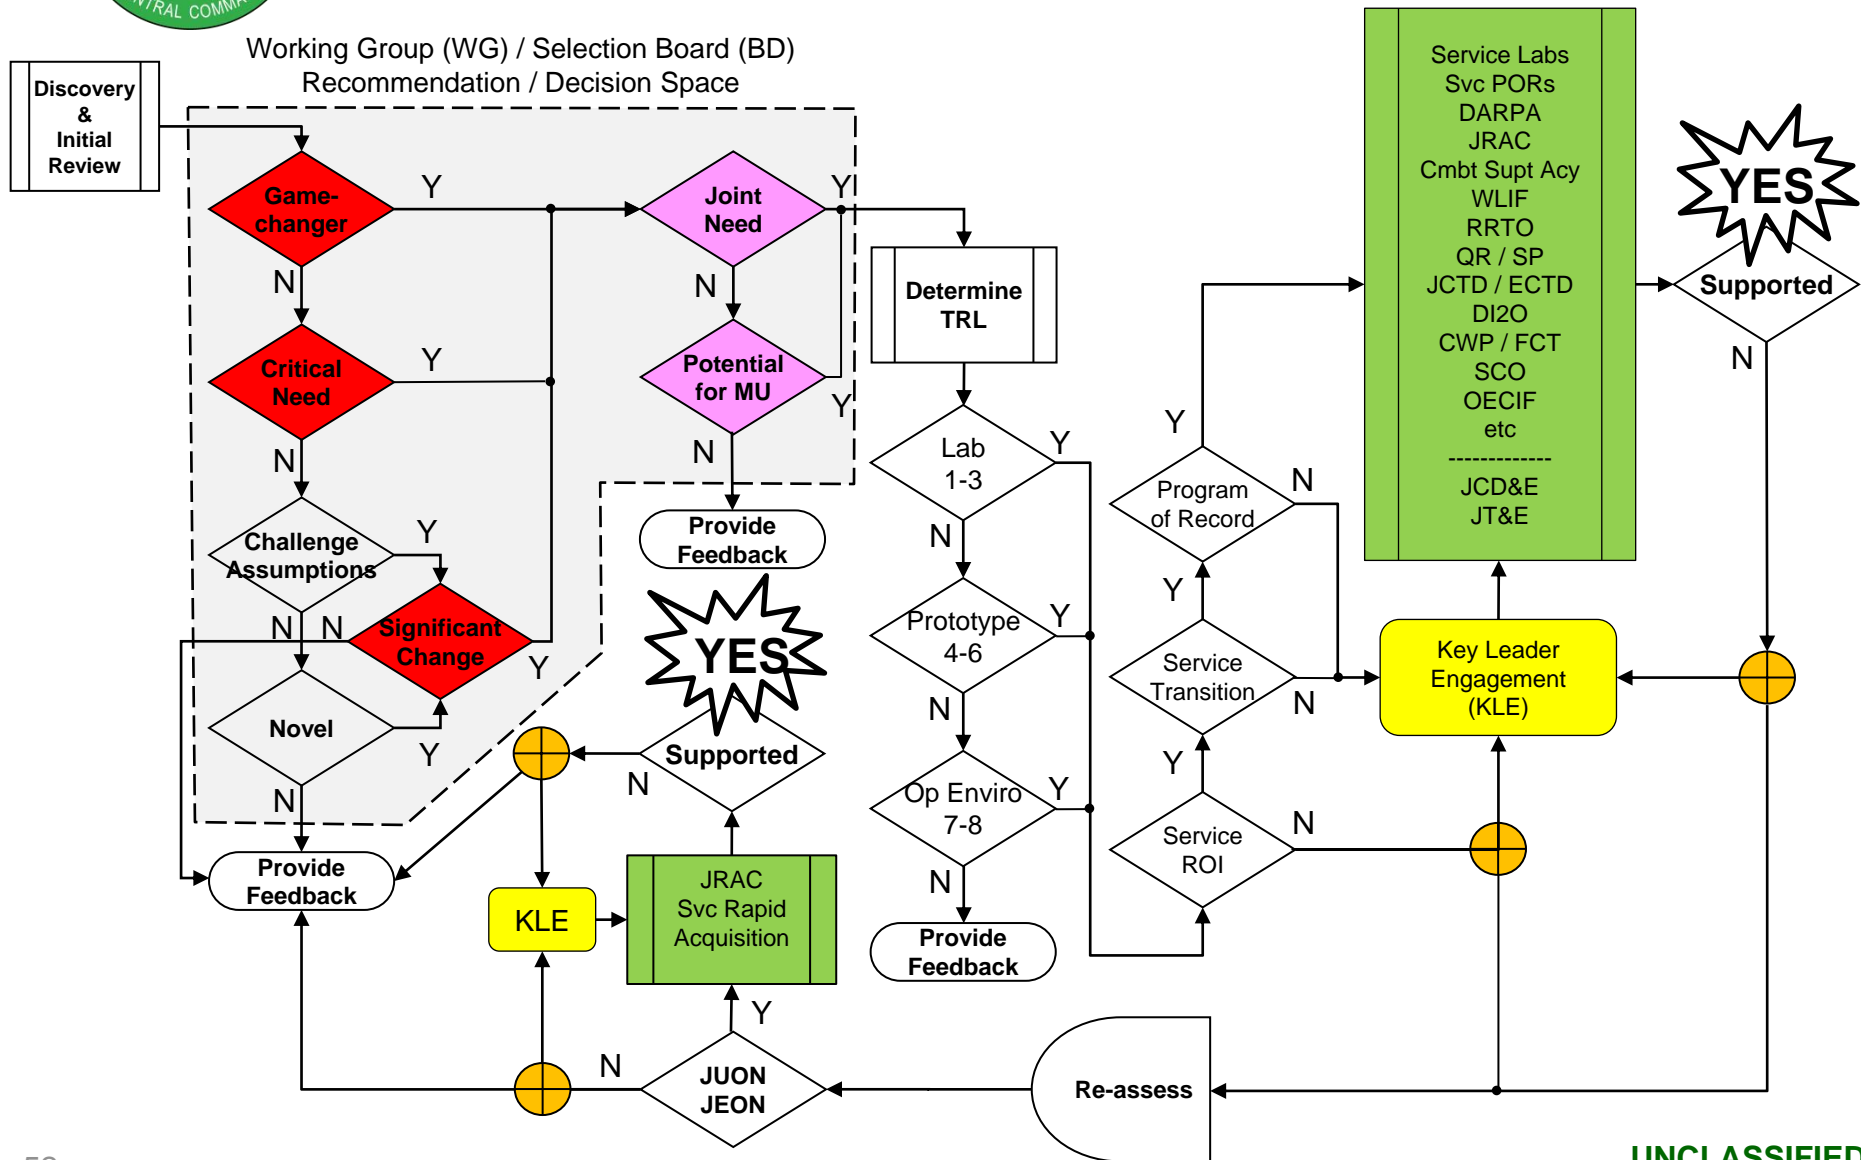 Working Group (WG) / Selection Board (BD)
Recommendation / Decision Space
Discovery
&
Initial
Review
Game-
changer
Y
N
Critical
Need
Y
N
Challenge
Assumptions
Y
N
N
Significant
Change
Y
Novel
Y
N
Provide
Feedback
Joint
Need
Y
N
Potential
for MU
Y
N
Provide
Feedback
YES
Supported
N
KLE
JRAC
Svc Rapid
Acquisition
Y
N
JUON
JEON
Determine
TRL
Lab
1-3
Y
N
Prototype
4-6
Y
N
Op Enviro
7-8
Y
N
Provide
Feedback
Re-assess
Y
Program
of Record
N
Y
Service
Transition
N
Y
Service
ROI
N
Service Labs
Svc PORs
DARPA
JRAC
Cmbt Supt Acy
WLIF
RRTO
QR / SP
JCTD / ECTD
DI2O
CWP / FCT
SCO
OECIF
etc
-------------
JCD&E
JT&E
Key Leader
Engagement
(KLE)
YES
Supported
N
UNCLASSIFIED